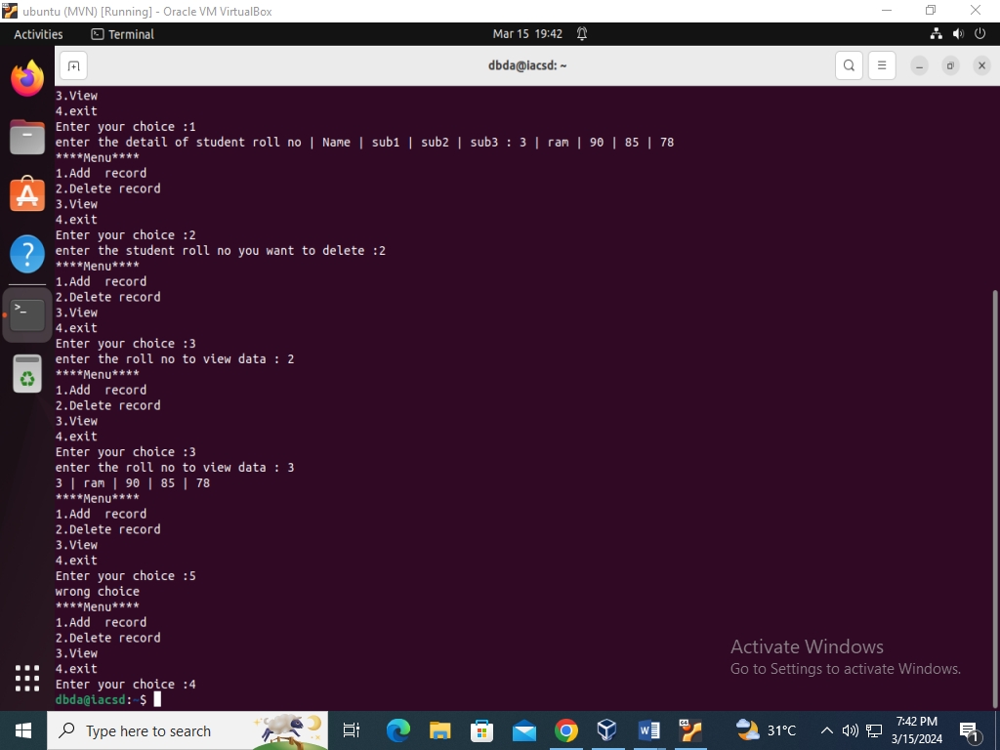 ubuntu (MVN) [Running] - Oracle VM VirtualBox
Activities
Terminal
Mar 15 19:42
dbda@iacsd: ~
3.View
4.exit
Enter your choice :1
enter the detail of student roll no | Name | sub1 | sub2 | sub3 : 3 | ram | 90 | 85 | 78
****Menu****
1.Add  record
2.Delete record
3.View
4.exit
Enter your choice :2
enter the student roll no you want to delete :2
****Menu****
1.Add  record
2.Delete record
3.View
4.exit
Enter your choice :3
enter the roll no to view data : 2
****Menu****
1.Add  record
2.Delete record
3.View
4.exit
Enter your choice :3
enter the roll no to view data : 3
3 | ram | 90 | 85 | 78
****Menu****
1.Add  record
2.Delete record
3.View
4.exit
Enter your choice :5
wrong choice
****Menu****
1.Add  record
2.Delete record
3.View
4.exit
Enter your choice :4
dbda@iacsd:~$
Activate Windows
Go to Settings to activate Windows.
Type here to search
31°C
7:42 PM
3/15/2024
1